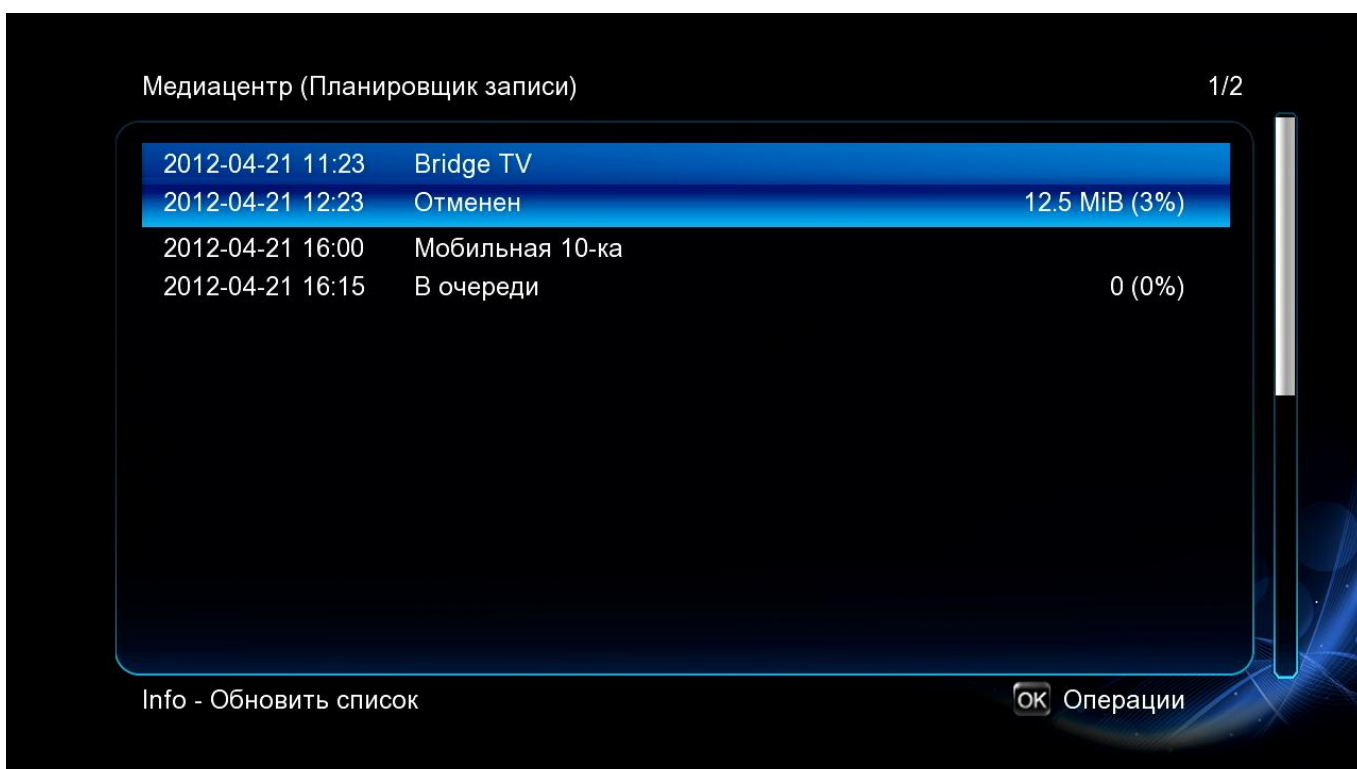 Медиацентр (Планировщик записи) 1/2
2012-04-21 11:23 Bridge TV
2012-04-21 12:23 Отменен 12.5 MiB (3%)
2012-04-21 16:00 Мобильная 10-ка
2012-04-21 16:15 В очереди 0 (0%)
Info - Обновить список OK Операции